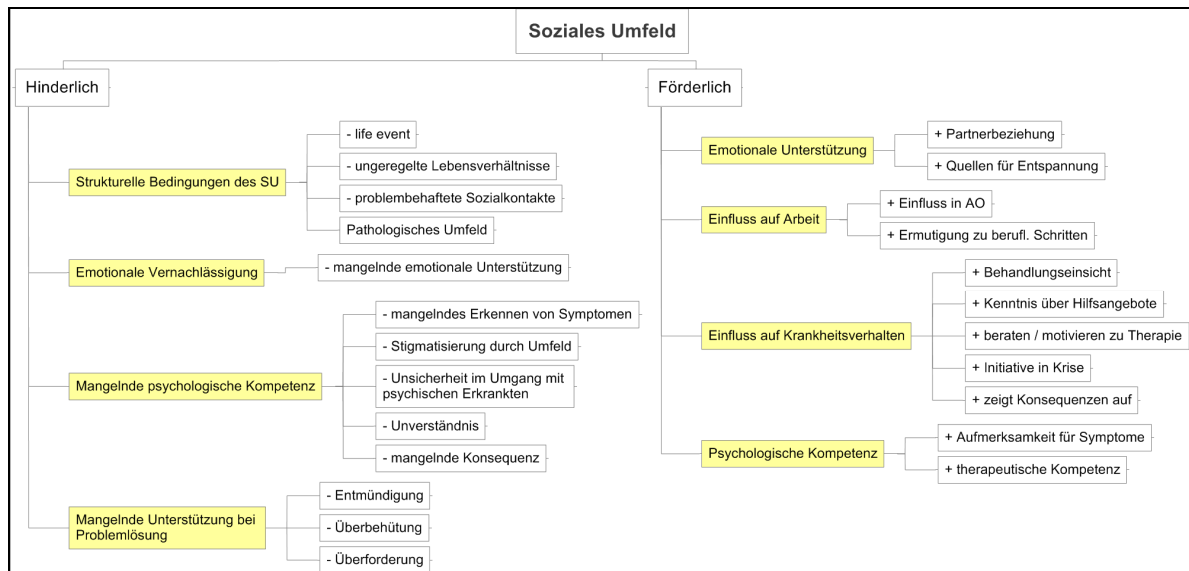 Soziales Umfeld
Hinderlich
Strukturelle Bedingungen des SU
- life event
- ungeregelte Lebensverhältnisse
- problembehaftete Sozialkontakte
Pathologisches Umfeld
Emotionale Vernachlässigung
- mangelnde emotionale Unterstützung
Mangelnde psychologische Kompetenz
- mangelndes Erkennen von Symptomen
- Stigmatisierung durch Umfeld
- Unsicherheit im Umgang mit
psychischen Erkrankten
- Unverständnis
- mangelnde Konsequenz
Mangelnde Unterstützung bei
Problemlösung
- Entmündigung
- Überbehütung
- Überforderung
Förderlich
Emotionale Unterstützung
+ Partnerbeziehung
+ Quellen für Entspannung
Einfluss auf Arbeit
+ Einfluss in AO
+ Ermutigung zu berufl. Schritten
Einfluss auf Krankheitsverhalten
+ Behandlungseinsicht
+ Kenntnis über Hilfsangebote
+ beraten / motivieren zu Therapie
+ Initiative in Krise
+ zeigt Konsequenzen auf
Psychologische Kompetenz
+ Aufmerksamkeit für Symptome
+ therapeutische Kompetenz